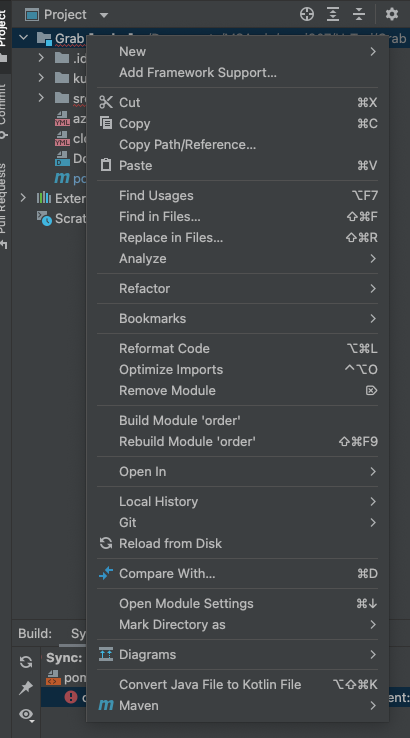 Project
Project
Grab
New
Add Framework Support...
.id
ku
Cut ⌘X
src
Copy ⌘C
Commit
az
Copy Path/Reference...
clo
Paste ⌘V
Do
po
Find Usages ⌥F7
Pull Requests
Exter
Find in Files... ⇧⌘F
Scrat
Replace in Files... ⇧⌘R
Analyze
Refactor
Bookmarks
Reformat Code ⌥⌘L
Optimize Imports ^⌥O
Remove Module ⌦
Build Module 'order'
Rebuild Module 'order' ⇧⌘F9
Open In
Local History
Git
Reload from Disk
Compare With... ⌘D
Open Module Settings ⌘↓
Build: Sy
Mark Directory as
Sync:
Diagrams
pom
Convert Java File to Kotlin File ⌥⇧⌘K
Maven
ent: